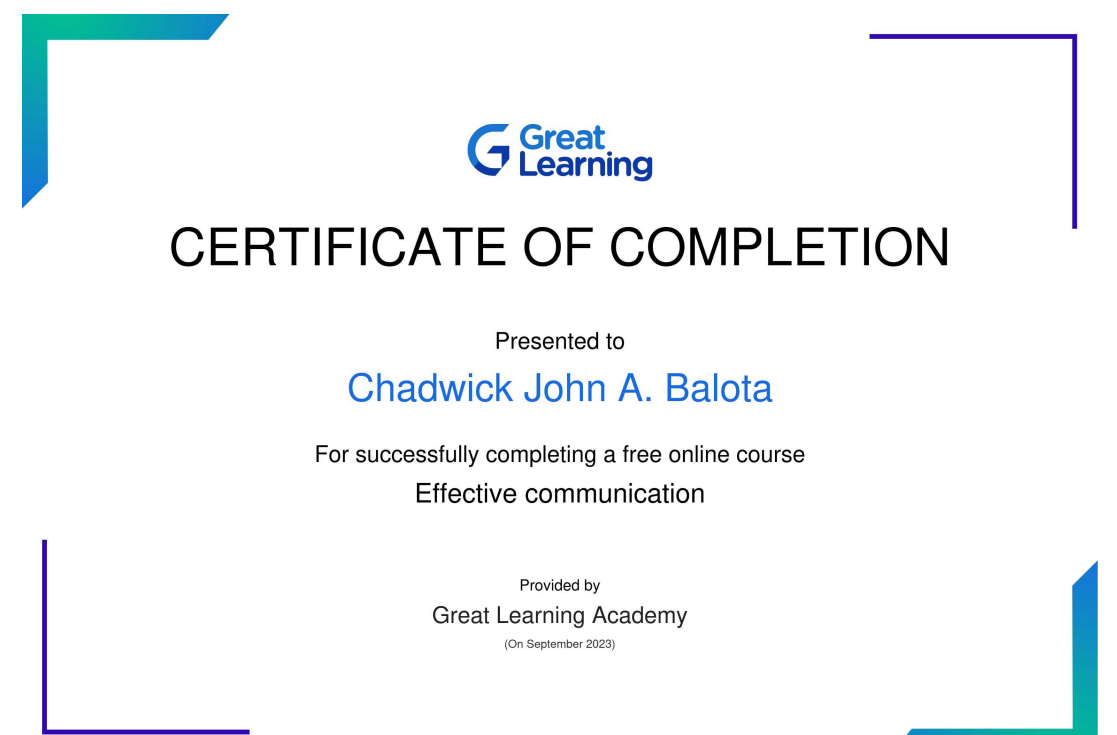 Great
Learning
CERTIFICATE OF COMPLETION
Presented to
Chadwick John A. Balota
For successfully completing a free online course
Effective communication
Provided by
Great Learning Academy
(On September 2023)